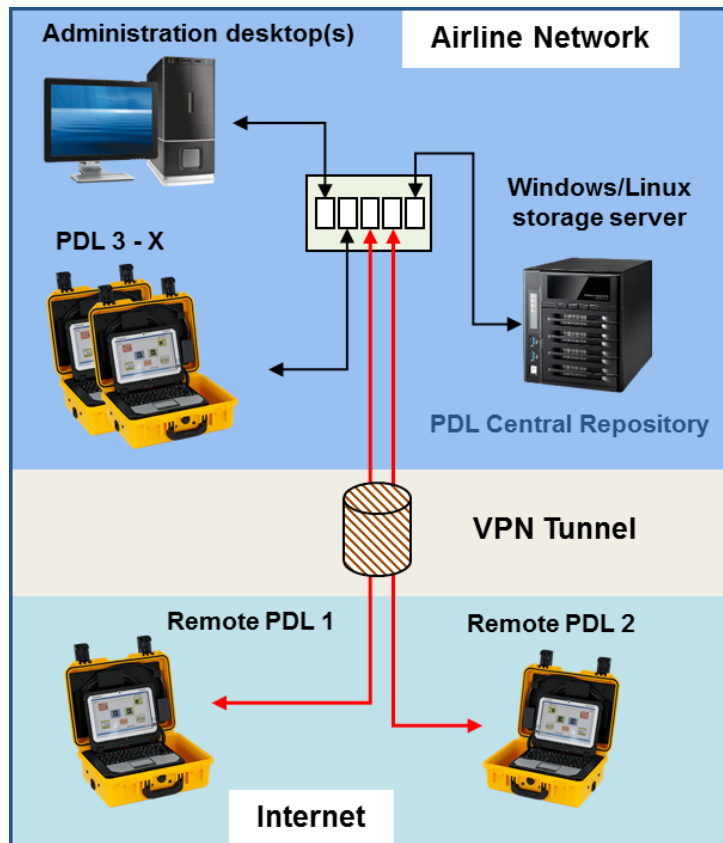 Administration desktop(s)
Airline Network
Windows/Linux
storage server
PDL 3 - X
PDL Central Repository
VPN Tunnel
Remote PDL 1
Remote PDL 2
Internet